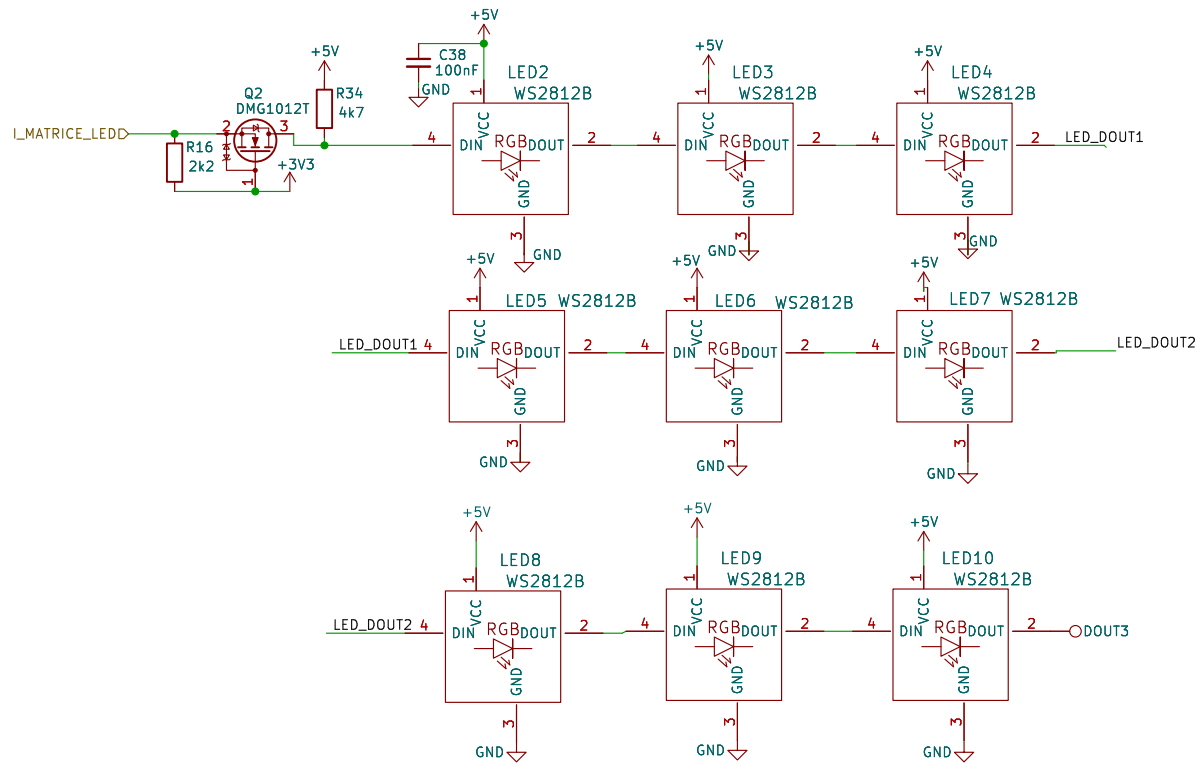 +5V
+5V
C38
100nF
GND
Q2
DMG1012T
R34
4k7
I_MATRICE_LED
2
3
1
R16
2k2
+3V3
LED2
WS2812B
1
4
DIN
VCC
RGB
DOUT
GND
2
3
GND
+5V
LED3
WS2812B
1
4
DIN
VCC
RGB
DOUT
GND
2
3
GND
+5V
LED4
WS2812B
1
4
DIN
VCC
RGB
DOUT
GND
2
LED_DOUT1
3
GND
+5V
LED5 WS2812B
1
LED_DOUT1
4
DIN
VCC
RGB
DOUT
GND
2
3
GND
+5V
LED6 WS2812B
1
4
DIN
VCC
RGB
DOUT
GND
2
3
GND
+5V
LED7 WS2812B
1
4
DIN
VCC
RGB
DOUT
GND
2
LED_DOUT2
3
GND
+5V
LED8
WS2812B
1
LED_DOUT2
4
DIN
VCC
RGB
DOUT
GND
2
3
GND
+5V
LED9
WS2812B
1
4
DIN
VCC
RGB
DOUT
GND
2
3
GND
+5V
LED10
WS2812B
1
4
DIN
VCC
RGB
DOUT
GND
2
DOUT3
3
GND